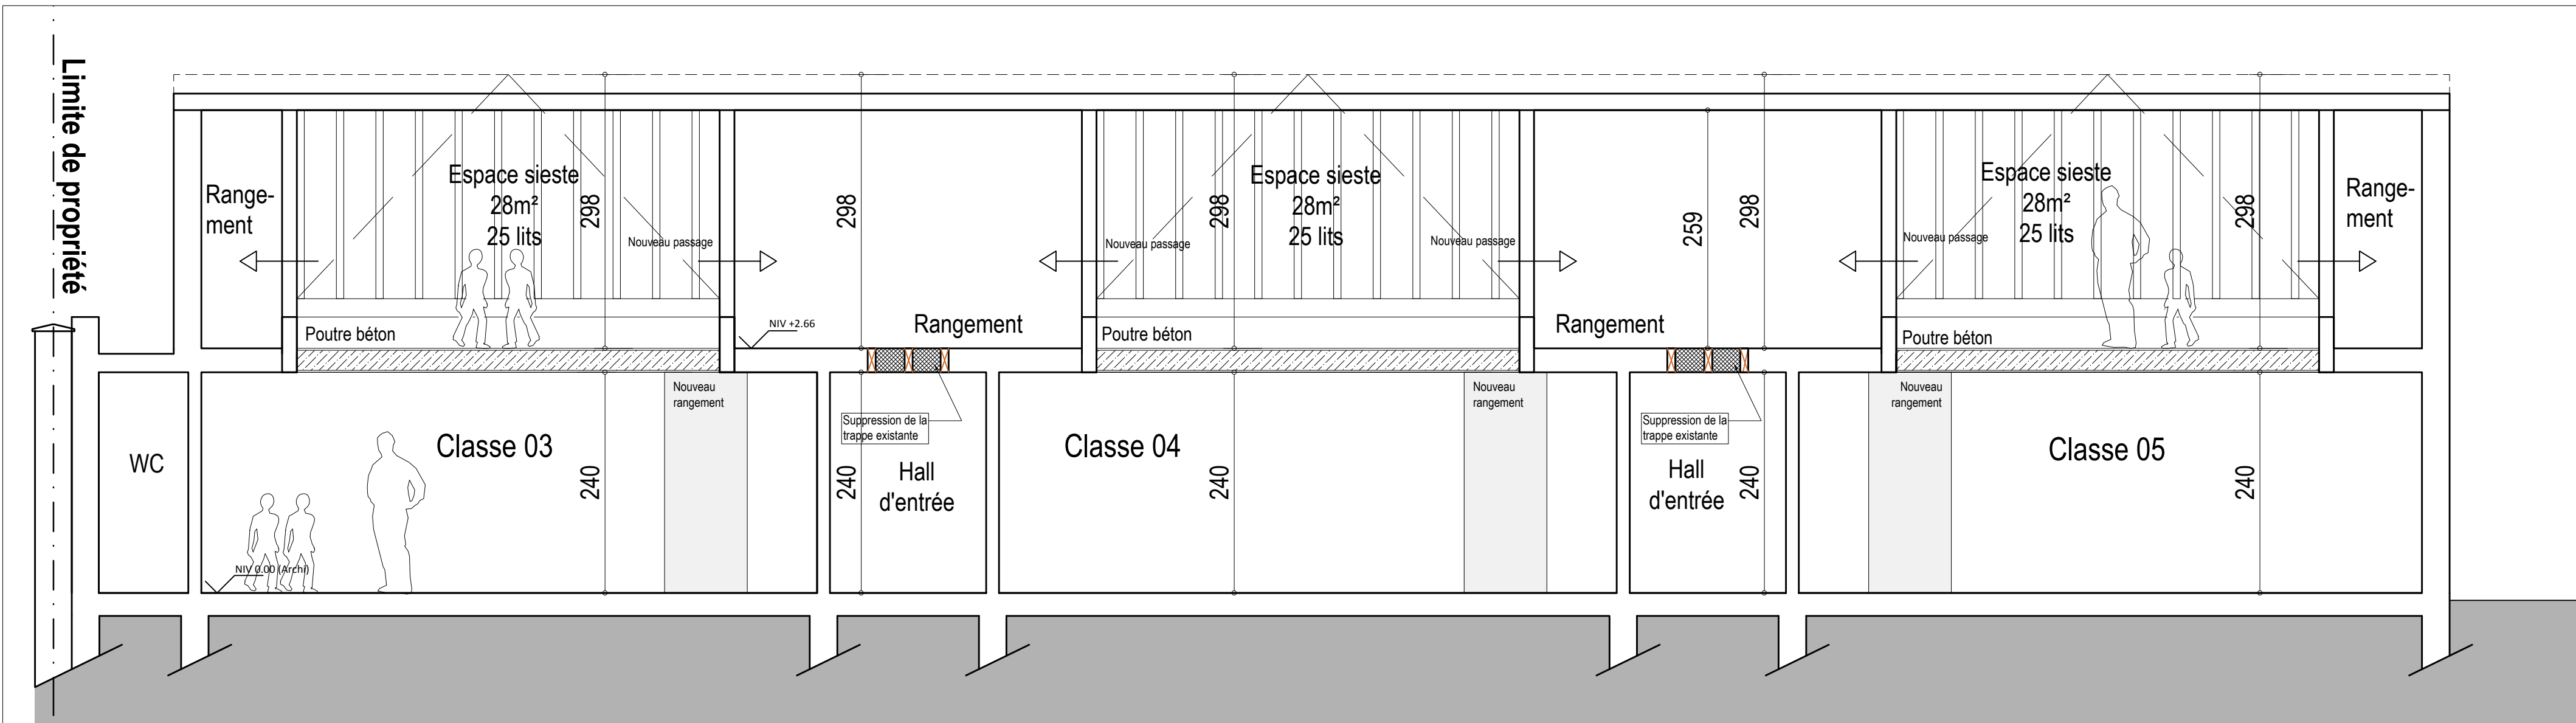 Limite de propriété
Range-
ment
Espace sieste
28m²
25 lits
298
Nouveau passage
298
Nouveau passage
298
Espace sieste
28m²
25 lits
Nouveau passage
259
298
Nouveau passage
Espace sieste
28m²
25 lits
298
Range-
ment
Poutre béton
NIV +2.66
Rangement
Poutre béton
Rangement
Poutre béton
WC
NIV 0.00 (Archi)
Classe 03
240
Nouveau
rangement
240
Suppression de la
trappe existante
Hall
d'entrée
Classe 04
240
Nouveau
rangement
Suppression de la
trappe existante
Hall
d'entrée
240
Nouveau
rangement
Classe 05
240